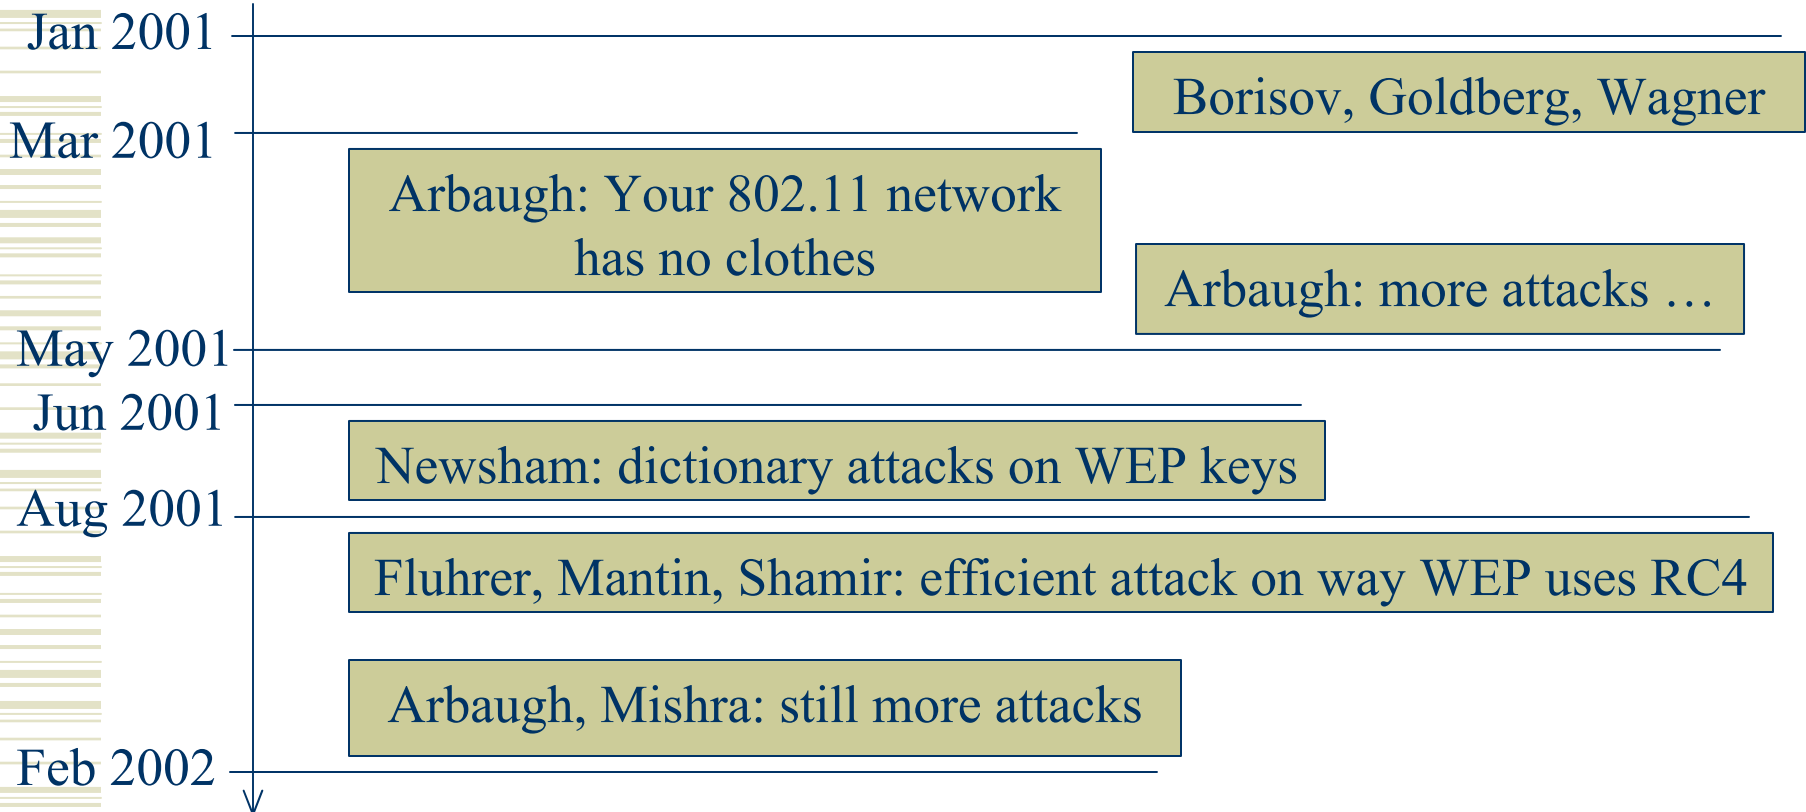 Jan 2001
Borisov, Goldberg, Wagner
Mar 2001
Arbaugh: Your 802.11 network
has no clothes
Arbaugh: more attacks …
May 2001
Jun 2001
Newsham: dictionary attacks on WEP keys
Aug 2001
Fluhrer, Mantin, Shamir: efficient attack on way WEP uses RC4
Arbaugh, Mishra: still more attacks
Feb 2002